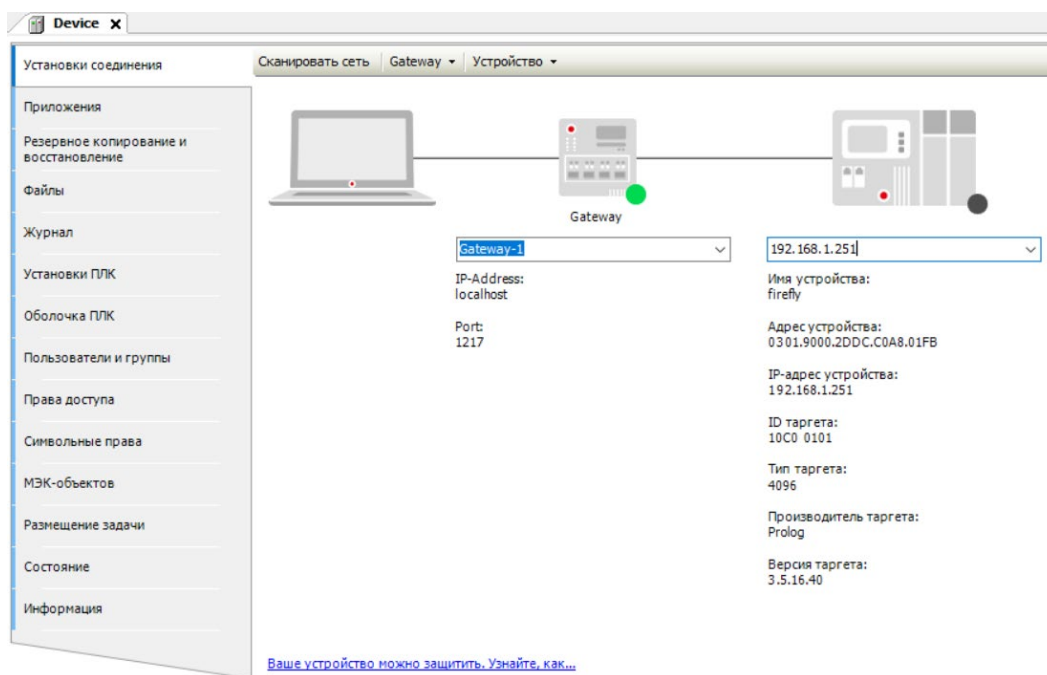 Device
Установки соединения
Приложения
Резервное копирование и
восстановление
Файлы
Журнал
Установки ПЛК
Оболочка ПЛК
Пользователи и группы
Права доступа
Символьные права
МЭК-объектов
Размещение задачи
Состояние
Информация
Сканировать сеть Gateway Устройство
Gateway
Gateway-1
IP-Address:
localhost
Port:
1217
192.168.1.251
Имя устройства:
firefly
Адрес устройства:
0301.9000.2DDC.C0A8.01FB
IP-адрес устройства:
192.168.1.251
ID таргета:
10C0 0101
Тип таргета:
4096
Производитель таргета:
Prolog
Версия таргета:
3.5.16.40
Ваше устройство можно защитить. Узнайте, как...